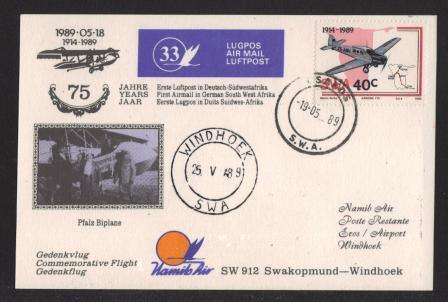 1989·05·18
1914-1989
75
JAHRE
YEARS
JAAR
Erste Luftpost in Deutsch-Südwestafrika
First Airmail in German South West Afrika
Eerste Lugpos in Duits Suidwes-Afrika
33
LUGPOS
AIR MAIL
LUFTPOST
1914-1989
40c
SWA
S.W.A.
WINDHOEK
25 V 89
SWA
Pfalz Biplane
Namib Air
Poste Restante
Eros / Airport
Windhoek
Gedenkvlug
Commemorative Flight
Gedenkflug
Namib Air
SW 912 Swakopmund—Windhoek